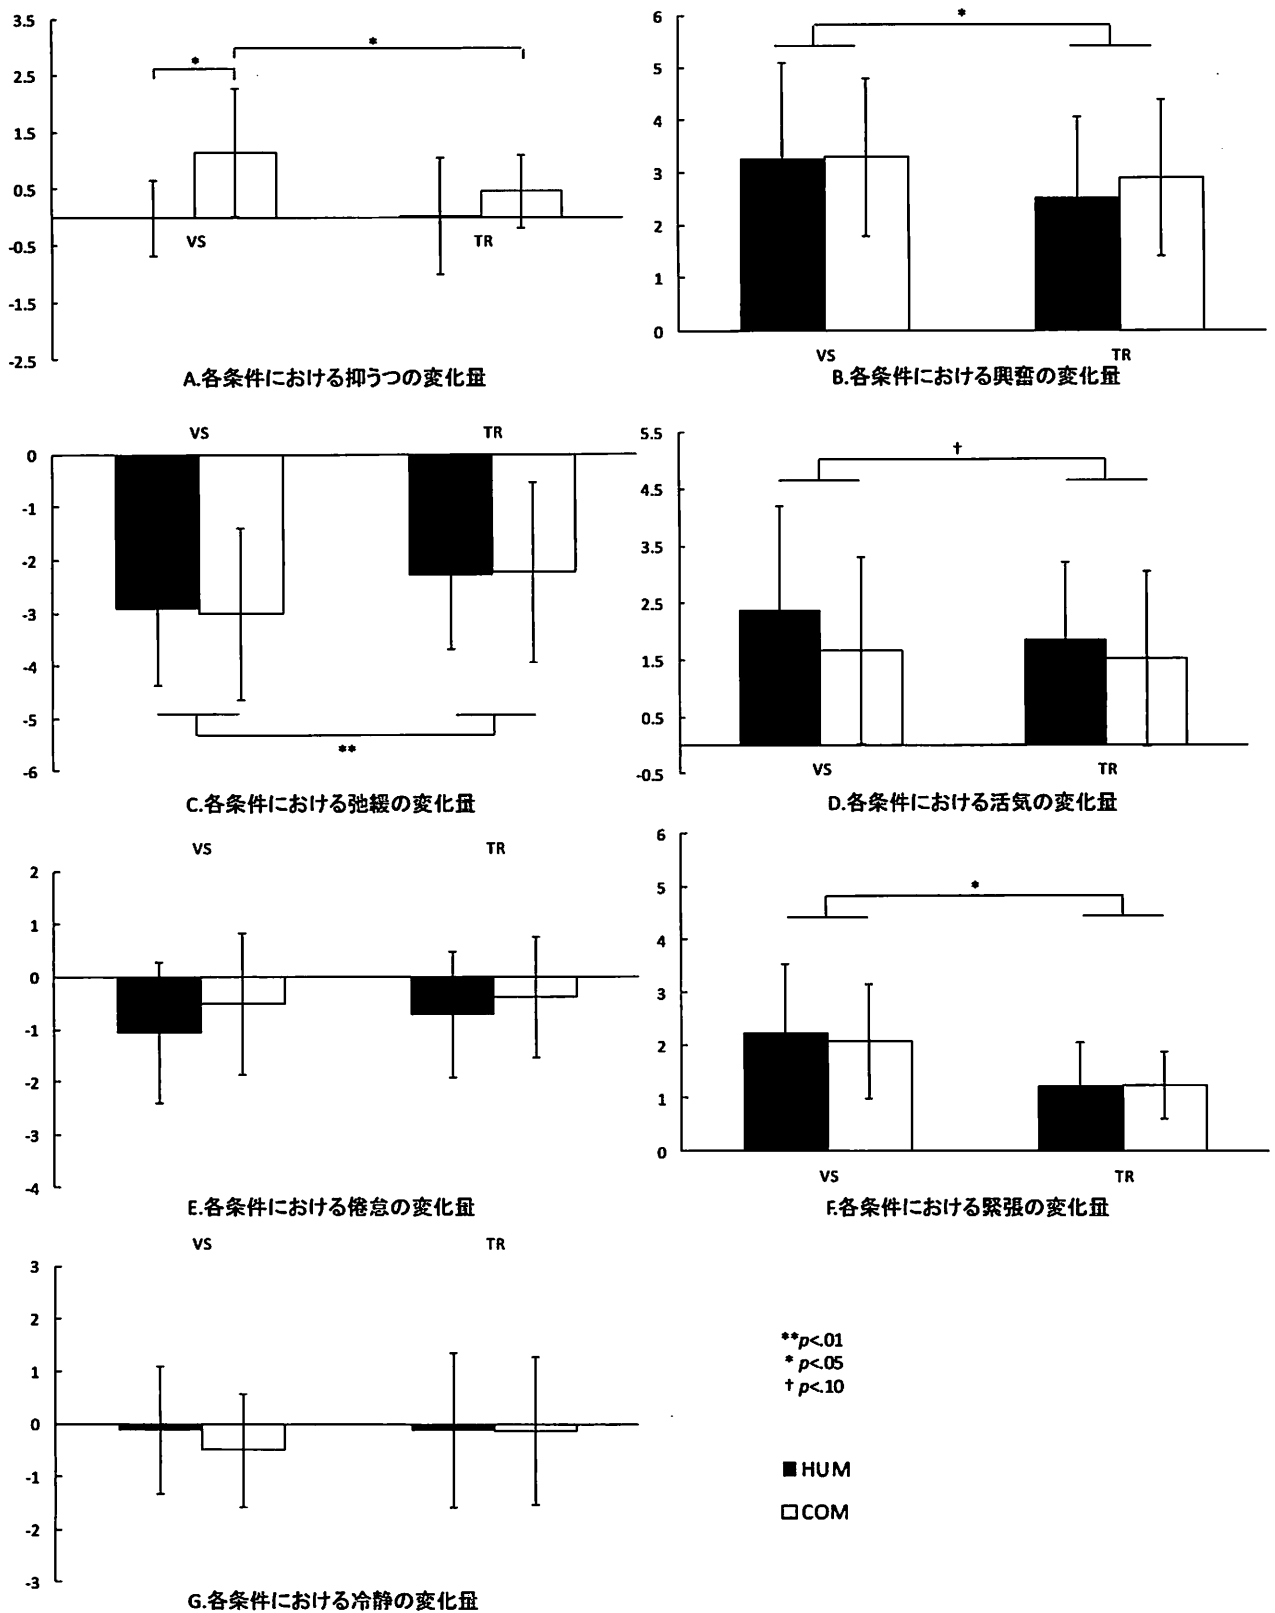 3.5
2.5
1.5
0.5
-0.5
-1.5
-2.5
*
*
VS
TR
A.各条件における抑うつの変化量
6
5
4
3
2
1
0
*
VS
TR
B.各条件における興奮の変化量
VS
TR
0
-1
-2
-3
-4
-5
-6
**
C.各条件における弛緩の変化量
5.5
4.5
3.5
2.5
1.5
0.5
-0.5
†
VS
TR
D.各条件における活気の変化量
VS
TR
2
1
0
-1
-2
-3
-4
E.各条件における倦怠の変化量
6
5
4
3
2
1
0
*
VS
TR
F.各条件における緊張の変化量
VS
TR
3
2
1
0
-1
-2
-3
G.各条件における冷静の変化量
**p<.01
* p<.05
† p<.10
HUM
COM